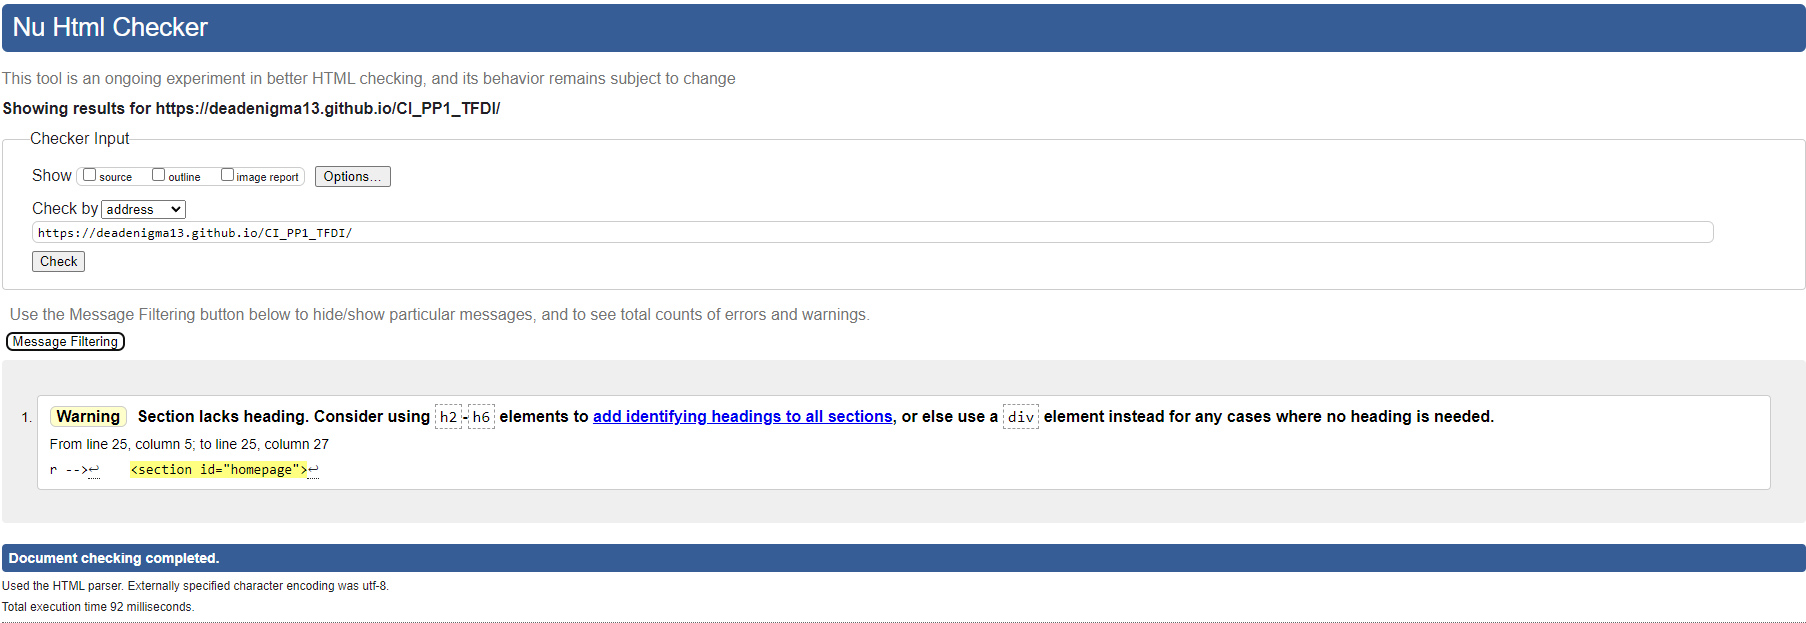 Nu Html Checker
This tool is an ongoing experiment in better HTML checking, and its behavior remains subject to change
Showing results for https://deadenigma13.github.io/CI_PP1_TFDI/
Checker Input
Show source outline image report Options...
Check by address
https://deadenigma13.github.io/CI_PP1_TFDI/
Check
Use the Message Filtering button below to hide/show particular messages, and to see total counts of errors and warnings.
Message Filtering
1. Warning Section lacks heading. Consider using h2-h6 elements to add identifying headings to all sections, or else use a div element instead for any cases where no heading is needed.
From line 25, column 5; to line 25, column 27
r -->↩ <section id="homepage">↩
Document checking completed.
Used the HTML parser. Externally specified character encoding was utf-8.
Total execution time 92 milliseconds.